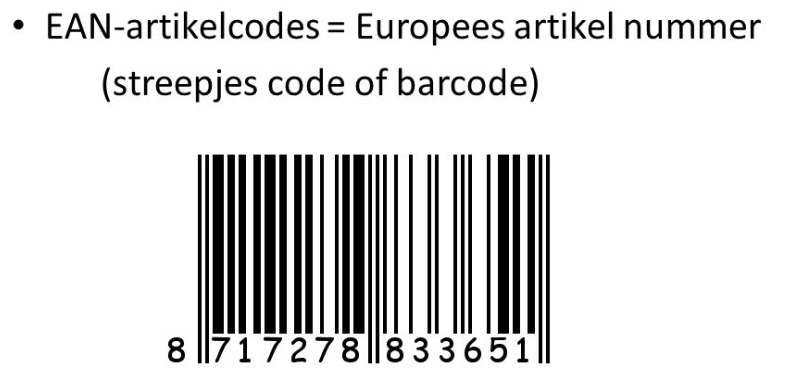 • EAN-artikelcodes = Europees artikel nummer
(streepjes code of barcode)
8 717278 833651